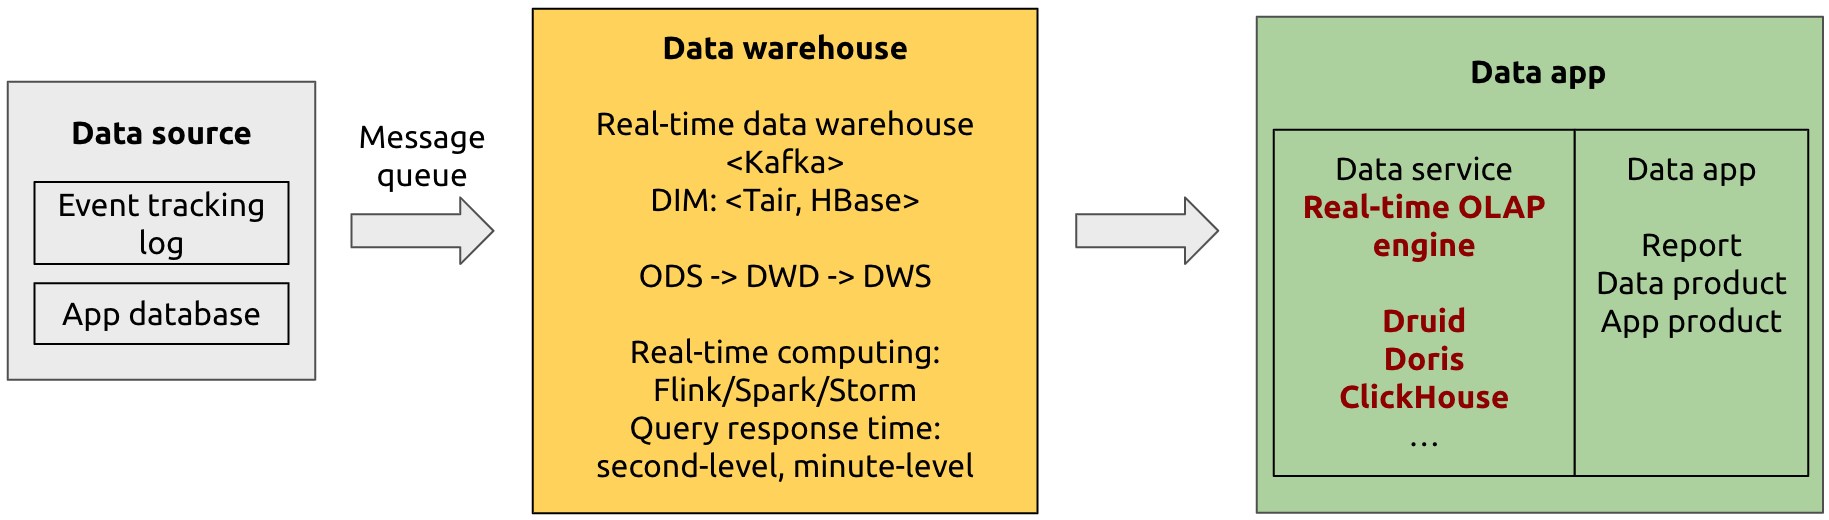 Data source
Event tracking
log
App database
Message
queue
Data warehouse
Real-time data warehouse
<Kafka>
DIM: <Tair, HBase>
ODS -> DWD -> DWS
Real-time computing:
Flink/Spark/Storm
Query response time:
second-level, minute-level
Data app
Data service
Real-time OLAP
engine
Druid
Doris
ClickHouse
...
Data app
Report
Data product
App product